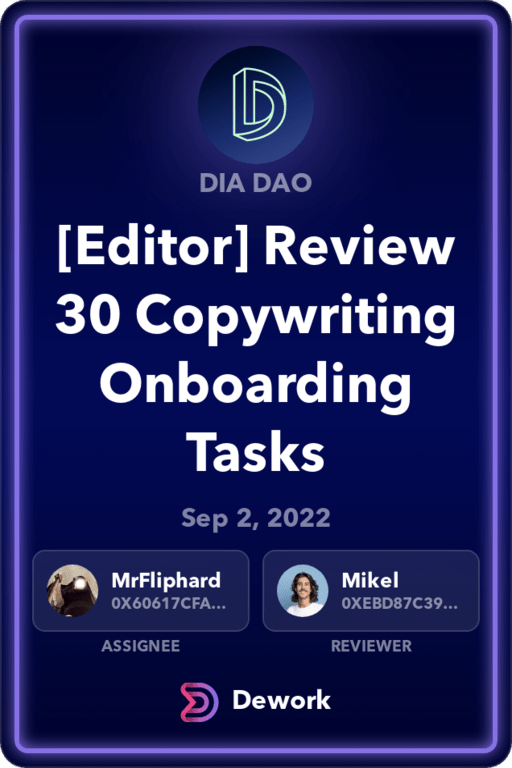 DIA DAO
[Editor] Review
30 Copywriting
Onboarding
Tasks
Sep 2, 2022
MrFliphard
0X60617CFA...
ASSIGNEE
Mikel
0XEBD87C39...
REVIEWER
Dework